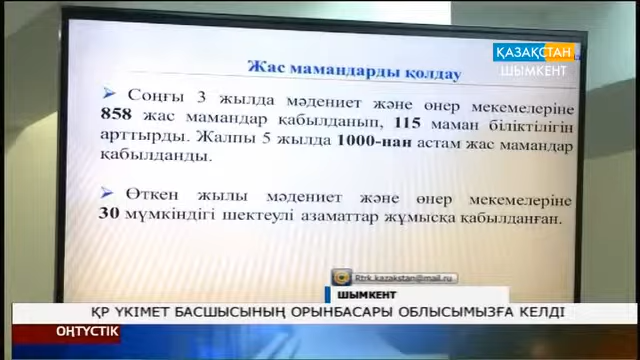 ҚАЗАҚСТАН
ШЫМКЕНТ
Жас мамандарды қолдау
Соңғы 3 жылда мәдениет және өнер мекемелеріне
858 жас мамандар қабылданып, 115 маман біліктілігін
арттырды. Жалпы 5 жылда 1000-нан астам жас мамандар
қабылданды.
Өткен жылы мәдениет және өнер мекемелеріне
30 мүмкіндігі шектеулі азаматтар жұмысқа қабылданған.
Rtrk.kazakstan@mail.ru
ШЫМКЕНТ
ҚР ҮКІМЕТ БАСШЫСЫНЫҢ ОРЫНБАСАРЫ ОБЛЫСЫМЫЗҒА КЕЛДІ
ОҢТҮСТІК